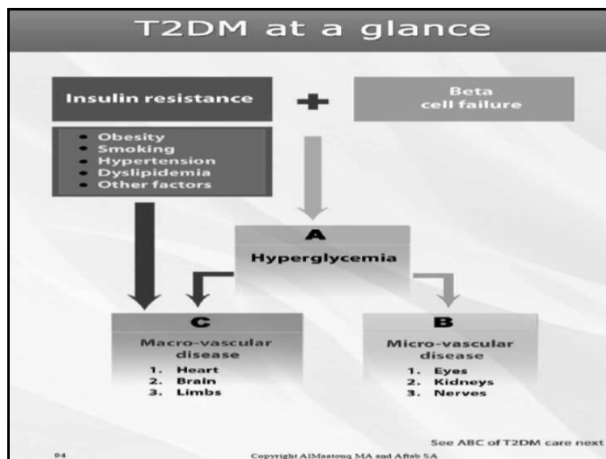 T2DM at a glance
Insulin resistance
+
Beta
cell failure
• Obesity
• Smoking
• Hypertension
• Dyslipidemia
• Other factors
A
Hyperglycemia
C
Macro-vascular
disease
1. Heart
2. Brain
3. Limbs
B
Micro-vascular
disease
1. Eyes
2. Kidneys
3. Nerves
See ABC of T2DM care next
94
Copyright AlMaatouq MA and Aftab SA